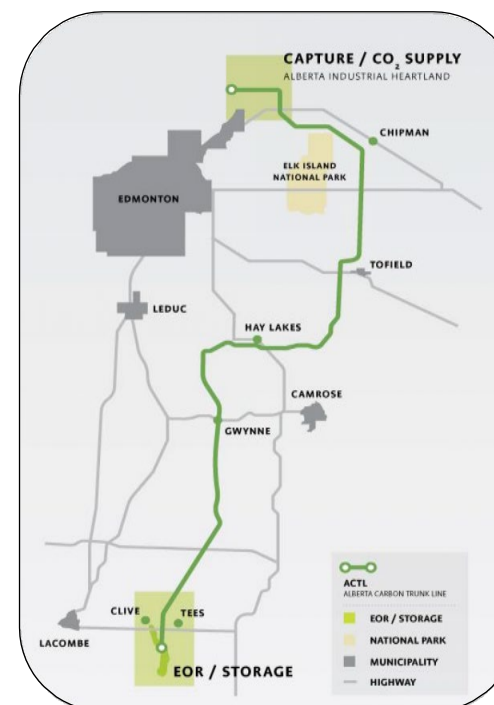 CAPTURE / CO2 SUPPLY
ALBERTA INDUSTRIAL HEARTLAND
CHIPMAN
ELK ISLAND
NATIONAL PARK
EDMONTON
TOFIELD
LEDUC
HAY LAKES
CAMROSE
GWYNNE
ACTL
ALBERTA CARBON TRUNK LINE
EOR / STORAGE
NATIONAL PARK
MUNICIPALITY
HIGHWAY
CLIVE
TEES
LACOMBE
EOR / STORAGE